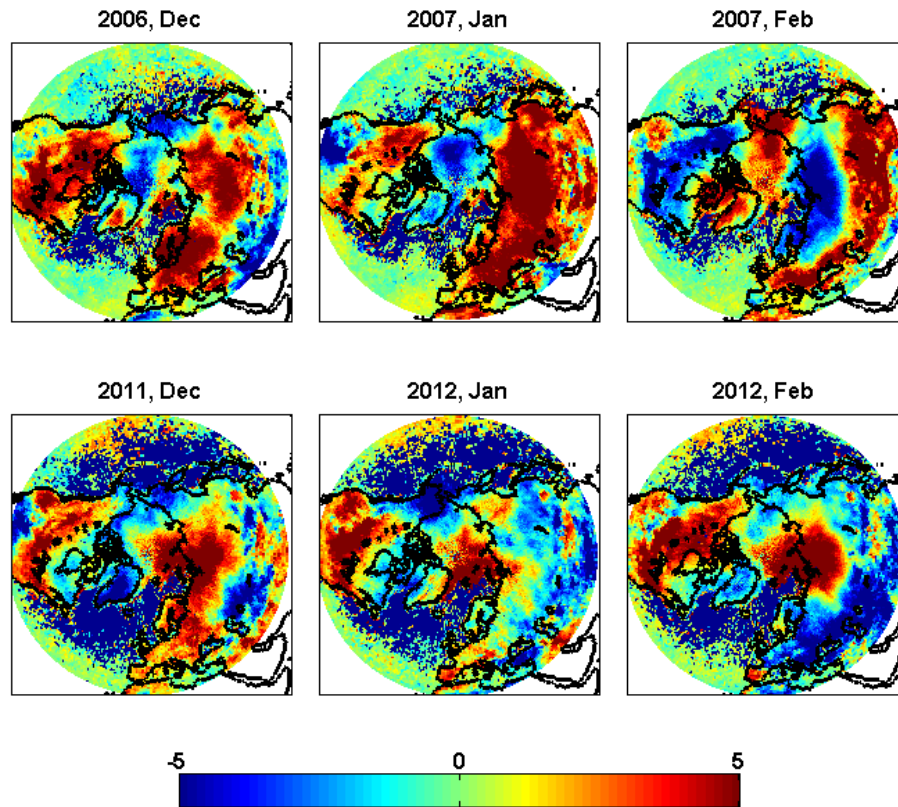 2006, Dec
2007, Jan
2007, Feb
2011, Dec
2012, Jan
2012, Feb
-5
0
5